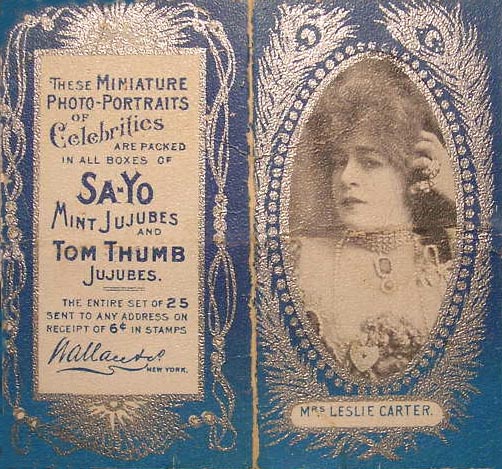 THESE MINIATURE
PHOTO-PORTRAITS
OF
Celebrities
ARE PACKED
IN ALL BOXES OF
SA-YO
MINT JUJUBES
AND
TOM THUMB
JUJUBES.
THE ENTIRE SET OF 25
SENT TO ANY ADDRESS ON
RECEIPT OF 6¢ IN STAMPS
Wallace & Co
NEW YORK.
MRS LESLIE CARTER.